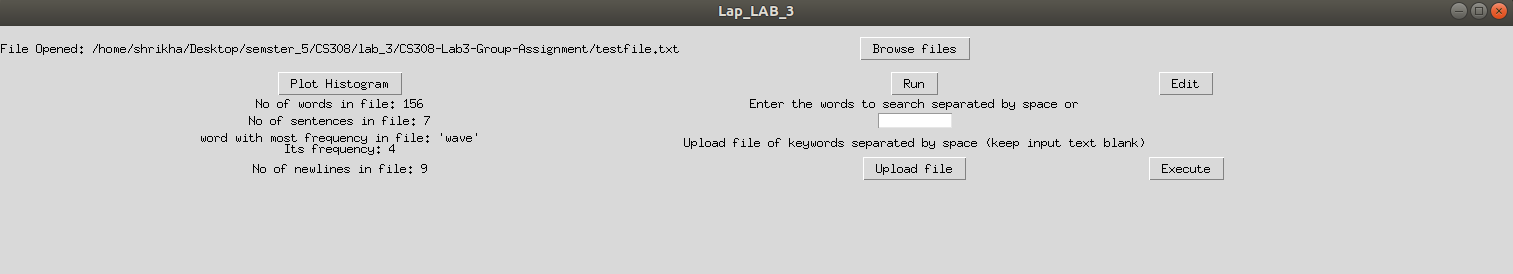 Lap_LAB_3
File Opened: /home/shrikha/Desktop/semster_5/CS308/lab_3/CS308-Lab3-Group-Assignment/testfile.txt
Browse files
Plot Histogram
Run
Edit
No of words in file: 156
Enter the words to search separated by space or
No of sentences in file: 7
word with most frequency in file: 'wave'
Its frequency: 4
Upload file of keywords separated by space (keep input text blank)
No of newlines in file: 9
Upload file
Execute